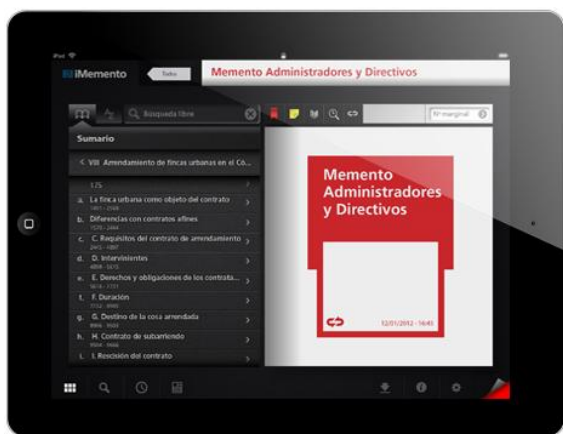 iPad
iMemento
Todos
Memento Administradores y Directivos
Búsqueda libre
Nº marginal
Sumario
VIII Arrendamiento de fincas urbanas en el Có...
125
a. La finca urbana como objeto del contrato
b. Diferencias con contratos afines
c. C. Requisitos del contrato de arrendamiento
d. D. Intervinientes
e. E. Derechos y obligaciones de los contrata...
f. F. Duración
g. G. Destino de la cosa arrendada
h. H. Contrato de subarriendo
i. I. Rescisión del contrato
Memento
Administradores
y Directivos
12/01/2012 - 16:45